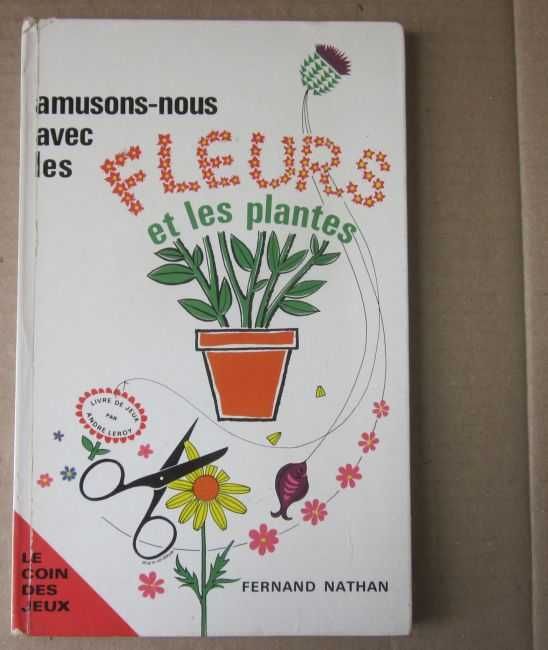 amusons-nous
avec
les
FLEURS
et les plantes
LIVRE DE JEUX
PAR
ANDRE LEROY
LE
COIN
DES
JEUX
FERNAND NATHAN